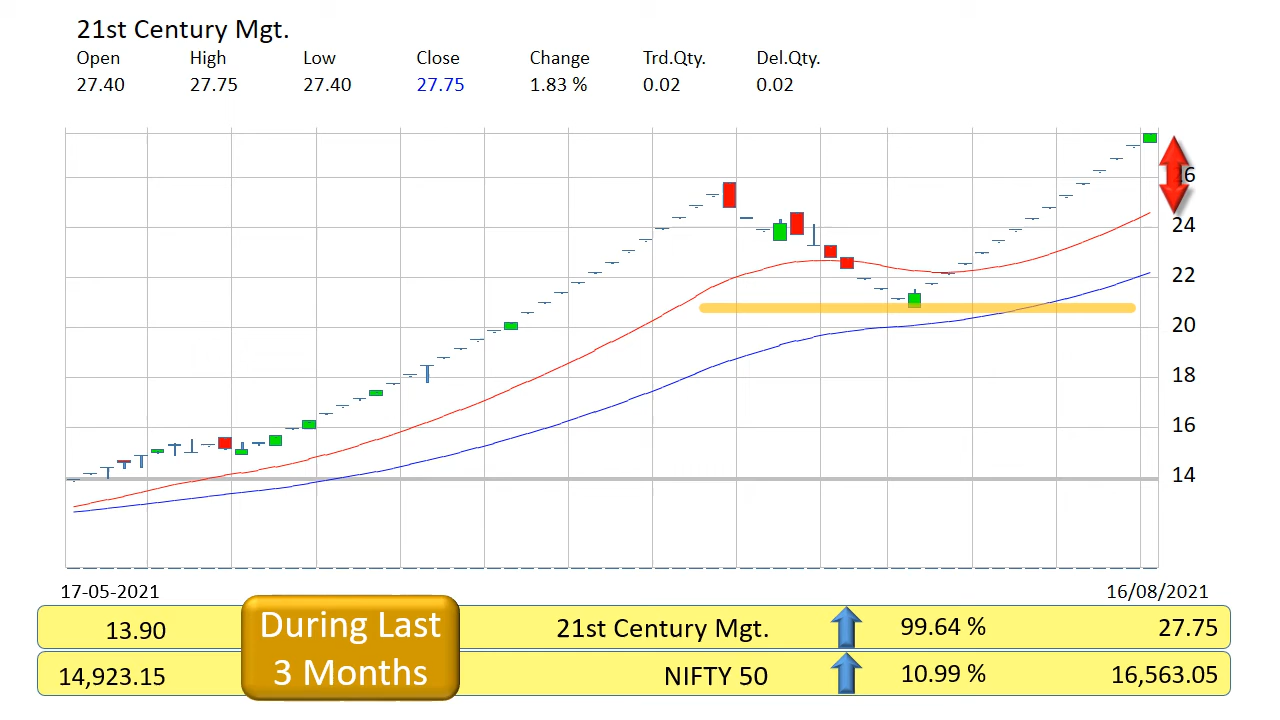 21st Century Mgt.
Open High Low Close Change Trd.Qty. Del.Qty.
27.40 27.75 27.40 27.75 1.83 % 0.02 0.02
26
24
22
20
18
16
14
17-05-2021 16/08/2021
13.90 21st Century Mgt. 99.64 % 27.75
During Last
3 Months
14,923.15 NIFTY 50 10.99 % 16,563.05